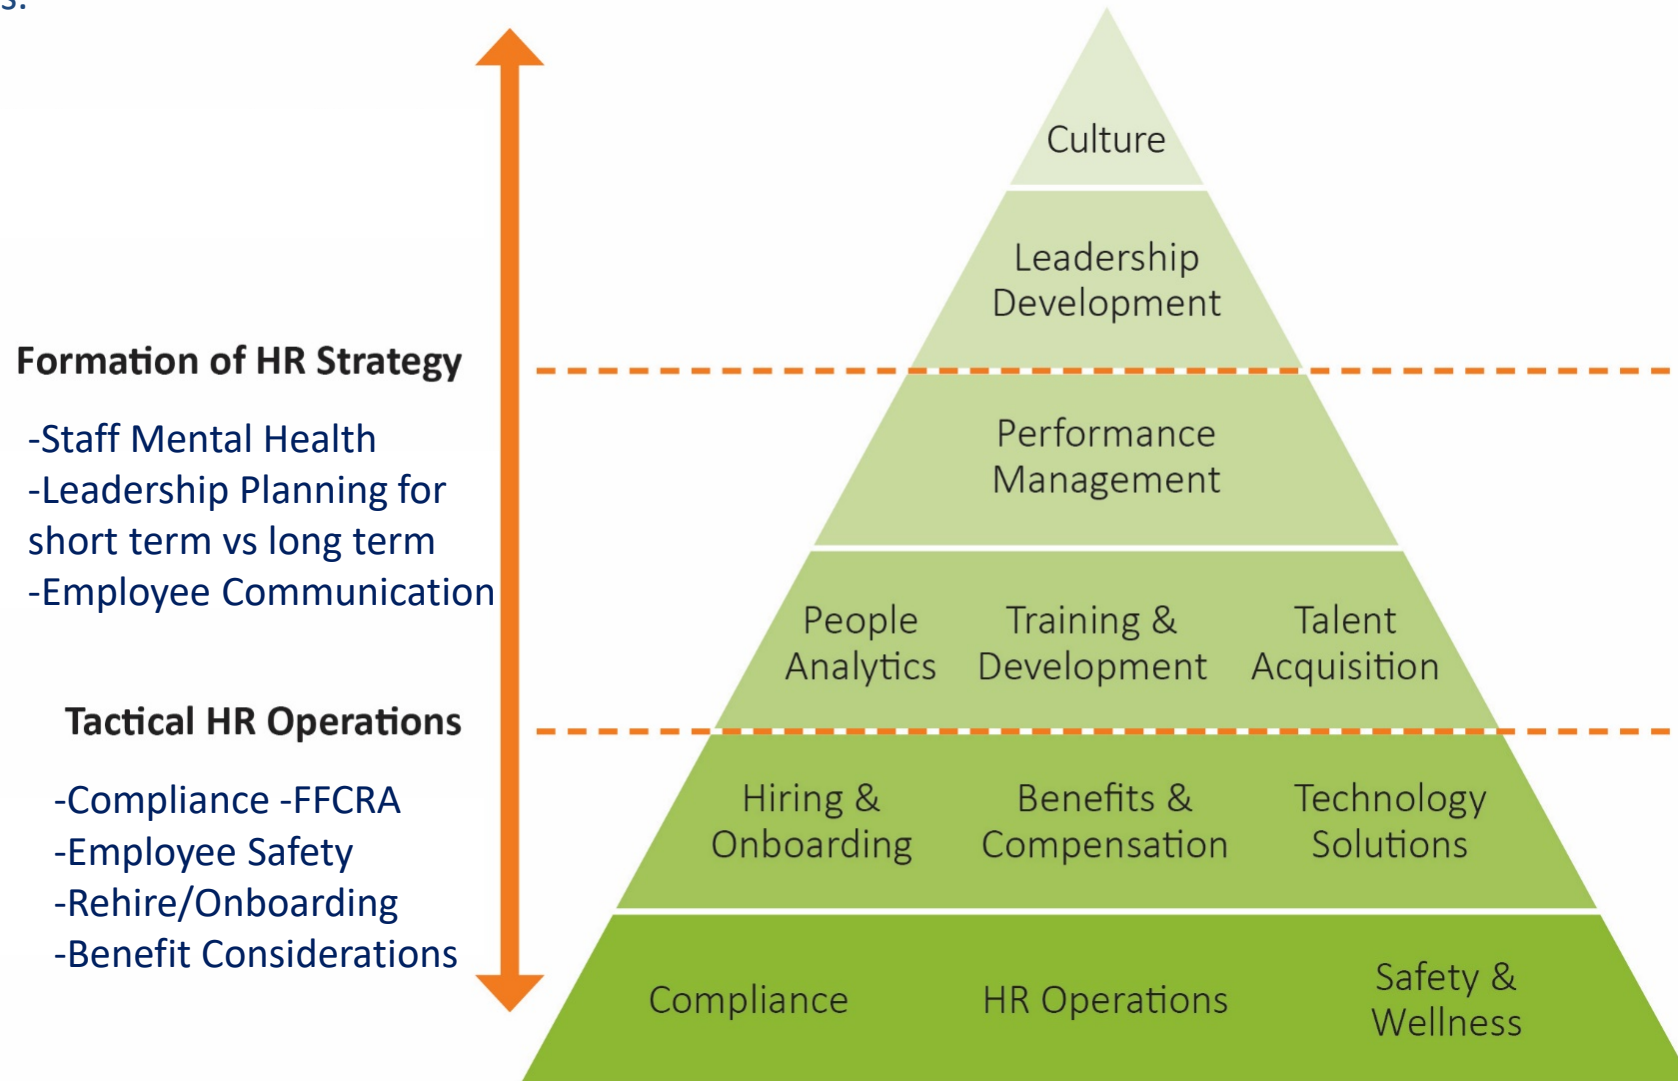 s:
Formation of HR Strategy
-Staff Mental Health
-Leadership Planning for
short term vs long term
-Employee Communication
Tactical HR Operations
-Compliance -FFCRA
-Employee Safety
-Rehire/Onboarding
-Benefit Considerations
Culture
Leadership
Development
Performance
Management
People
Analytics
Training &
Development
Talent
Acquisition
Hiring &
Onboarding
Benefits &
Compensation
Technology
Solutions
Compliance
HR Operations
Safety &
Wellness